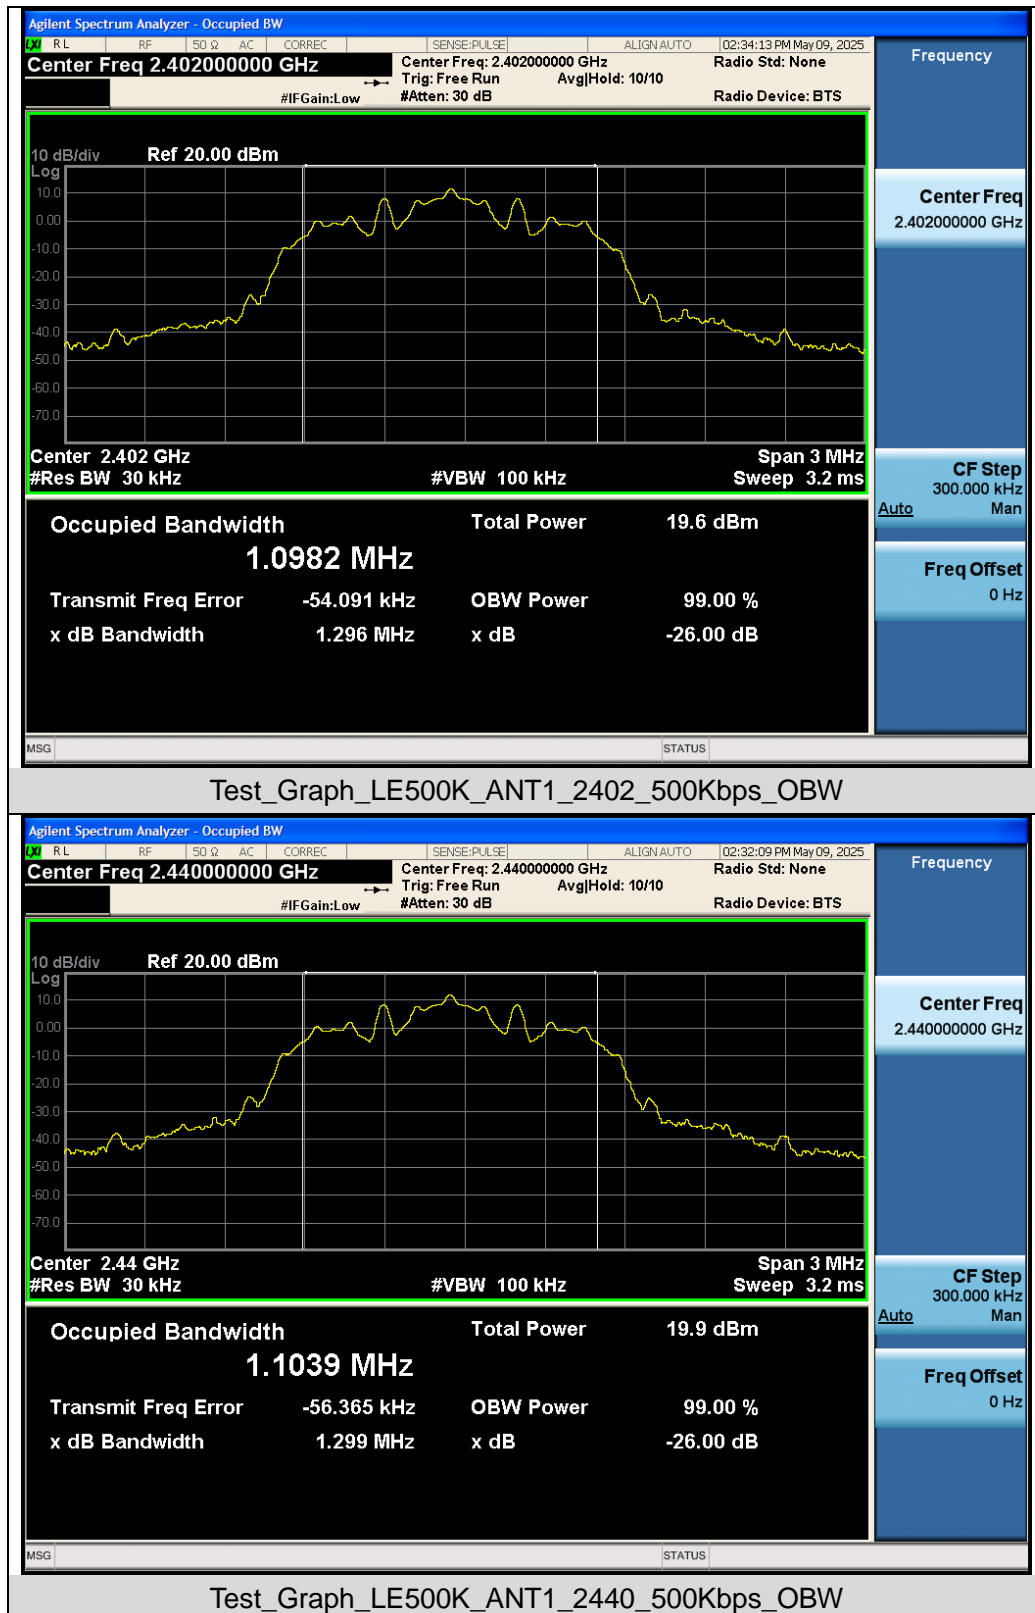 Agilent Spectrum Analyzer - Occupied BW
LXI RL RF 50 Ω AC CORREC SENSE:PULSE ALIGN AUTO 02:34:13 PM May 09, 2025
Center Freq 2.402000000 GHz
Center Freq: 2.402000000 GHz Radio Std: None
Trig: Free Run Avg|Hold: 10/10
#IFGain:Low #Atten: 30 dB Radio Device: BTS
Frequency
10 dB/div Ref 20.00 dBm
Log
10.0
0.00
-10.0
-20.0
-30.0
-40.0
-50.0
-60.0
-70.0
Center 2.402 GHz Span 3 MHz
#Res BW 30 kHz #VBW 100 kHz Sweep 3.2 ms
Center Freq
2.402000000 GHz
CF Step
300.000 kHz
Auto Man
Freq Offset
0 Hz
Occupied Bandwidth Total Power 19.6 dBm
1.0982 MHz
Transmit Freq Error -54.091 kHz OBW Power 99.00 %
x dB Bandwidth 1.296 MHz x dB -26.00 dB
MSG STATUS
Test_Graph_LE500K_ANT1_2402_500Kbps_OBW
Agilent Spectrum Analyzer - Occupied BW
LXI RL RF 50 Ω AC CORREC SENSE:PULSE ALIGN AUTO 02:32:09 PM May 09, 2025
Center Freq 2.440000000 GHz
Center Freq: 2.440000000 GHz Radio Std: None
Trig: Free Run Avg|Hold: 10/10
#IFGain:Low #Atten: 30 dB Radio Device: BTS
Frequency
10 dB/div Ref 20.00 dBm
Log
10.0
0.00
-10.0
-20.0
-30.0
-40.0
-50.0
-60.0
-70.0
Center 2.44 GHz Span 3 MHz
#Res BW 30 kHz #VBW 100 kHz Sweep 3.2 ms
Center Freq
2.440000000 GHz
CF Step
300.000 kHz
Auto Man
Freq Offset
0 Hz
Occupied Bandwidth Total Power 19.9 dBm
1.1039 MHz
Transmit Freq Error -56.365 kHz OBW Power 99.00 %
x dB Bandwidth 1.299 MHz x dB -26.00 dB
MSG STATUS
Test_Graph_LE500K_ANT1_2440_500Kbps_OBW